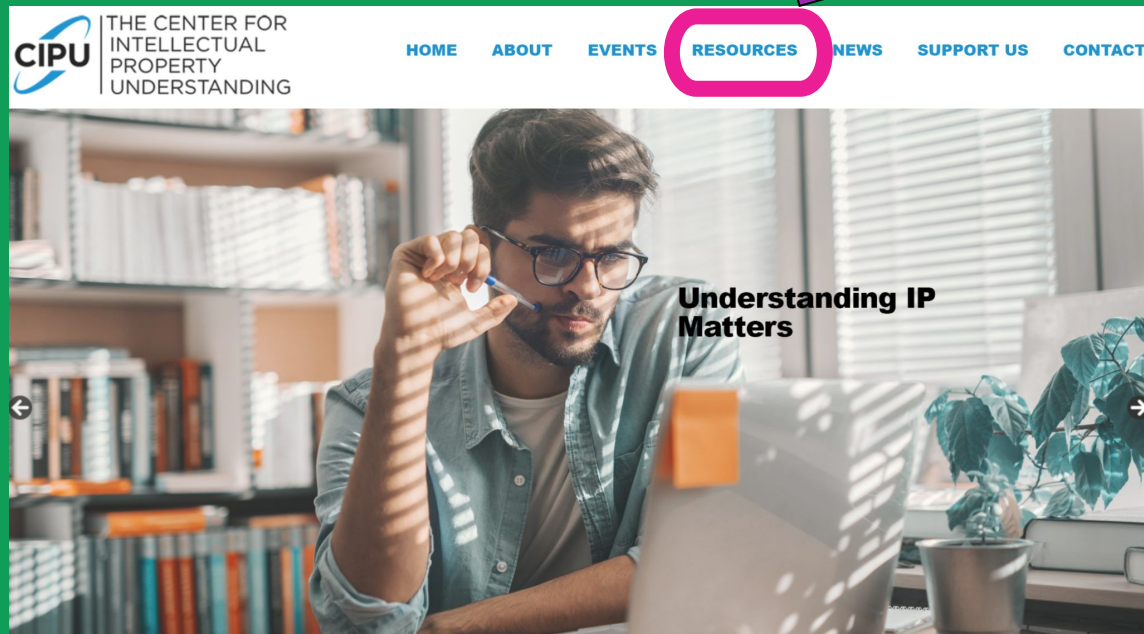 CIPU
THE CENTER FOR
INTELLECTUAL
PROPERTY
UNDERSTANDING
HOME ABOUT EVENTS RESOURCES NEWS SUPPORT US CONTACT
Understanding IP
Matters